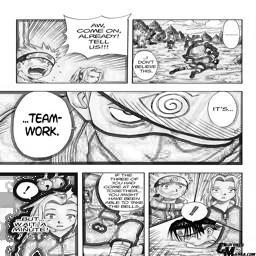 AW,
COME ON,
ALREADY!
TELL
US!!!
I
DON'T
BELIEVE
THIS.
IT'S...
...TEAM-
WORK.
IF THE
THREE OF
YOU HAD
COME AT ME,
TOGETHER,
YOU MIGHT
HAVE BEEN
ABLE TO
TAKE THE
BELLS.
!
BUT...
WAIT A
MINUTE!
!!